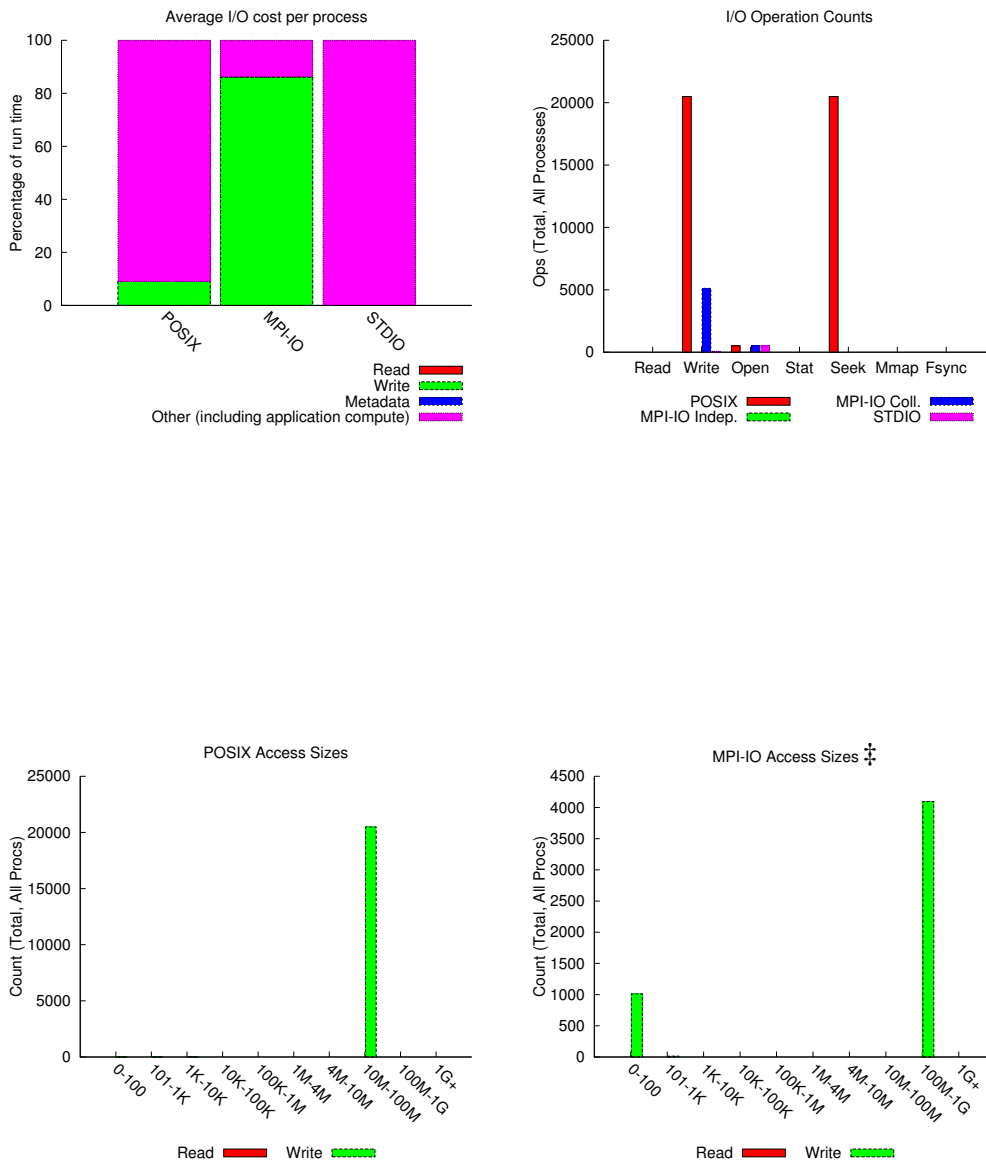 Average I/O cost per process
100
80
60
40
20
0
Percentage of run time
POSIX
MPI-IO
STDIO
Read
Write
Metadata
Other (including application compute)
I/O Operation Counts
25000
20000
15000
10000
5000
0
Ops (Total, All Processes)
Read Write Open Stat Seek Mmap Fsync
POSIX MPI-IO Coll.
MPI-IO Indep. STDIO
POSIX Access Sizes
25000
20000
15000
10000
5000
0
Count (Total, All Procs)
0-100
101-1K
1K-10K
10K-100K
100K-1M
1M-4M
4M-10M
10M-100M
100M-1G
1G+
Read Write
MPI-IO Access Sizes ‡
4500
4000
3500
3000
2500
2000
1500
1000
500
0
Count (Total, All Procs)
0-100
101-1K
1K-10K
10K-100K
100K-1M
1M-4M
4M-10M
10M-100M
100M-1G
1G+
Read Write